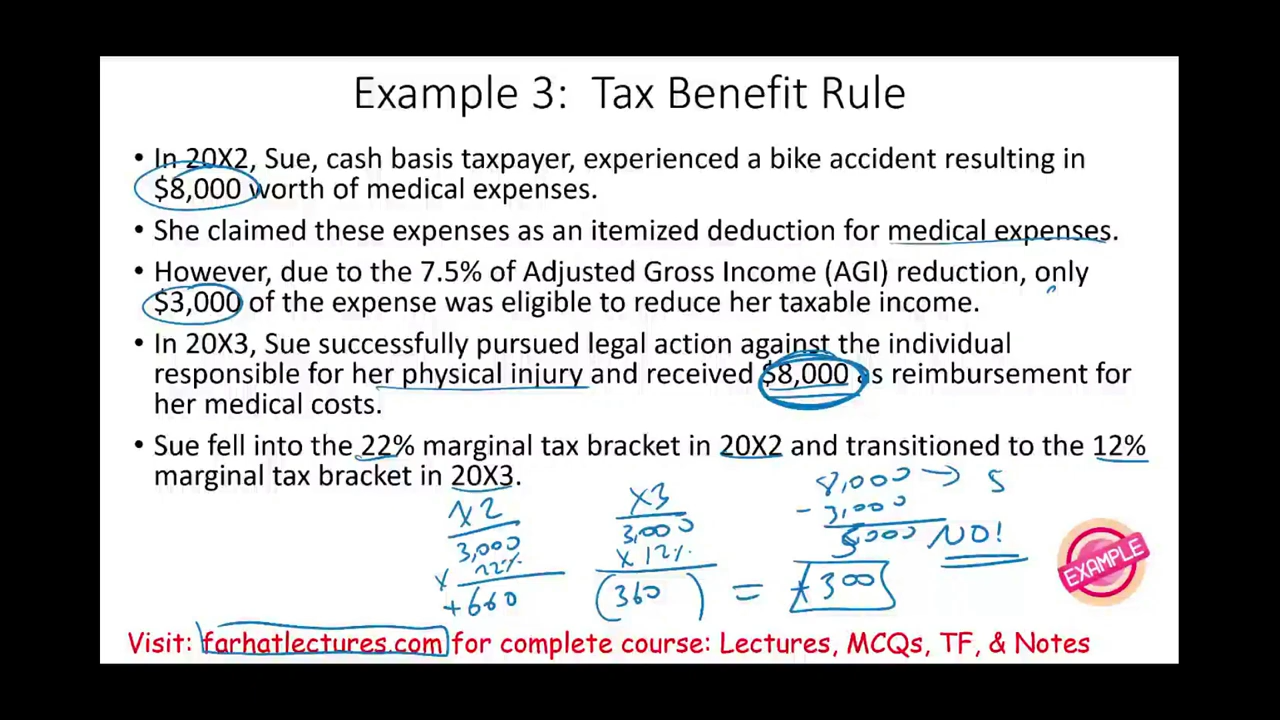 Example 3: Tax Benefit Rule
• In 20X2, Sue, cash basis taxpayer, experienced a bike accident resulting in
$8,000 worth of medical expenses.
• She claimed these expenses as an itemized deduction for medical expenses.
• However, due to the 7.5% of Adjusted Gross Income (AGI) reduction, only
$3,000 of the expense was eligible to reduce her taxable income.
• In 20X3, Sue successfully pursued legal action against the individual
responsible for her physical injury and received $8,000 as reimbursement for
her medical costs.
• Sue fell into the 22% marginal tax bracket in 20X2 and transitioned to the 12%
marginal tax bracket in 20X3.
X2
3,000
x 22%
+660
X3
3,000
x 12%
(360)
= +300
8,000 → 5
- 3,000
5000 NO!
EXAMPLE
Visit: farhatlectures.com for complete course: Lectures, MCQs, TF, & Notes